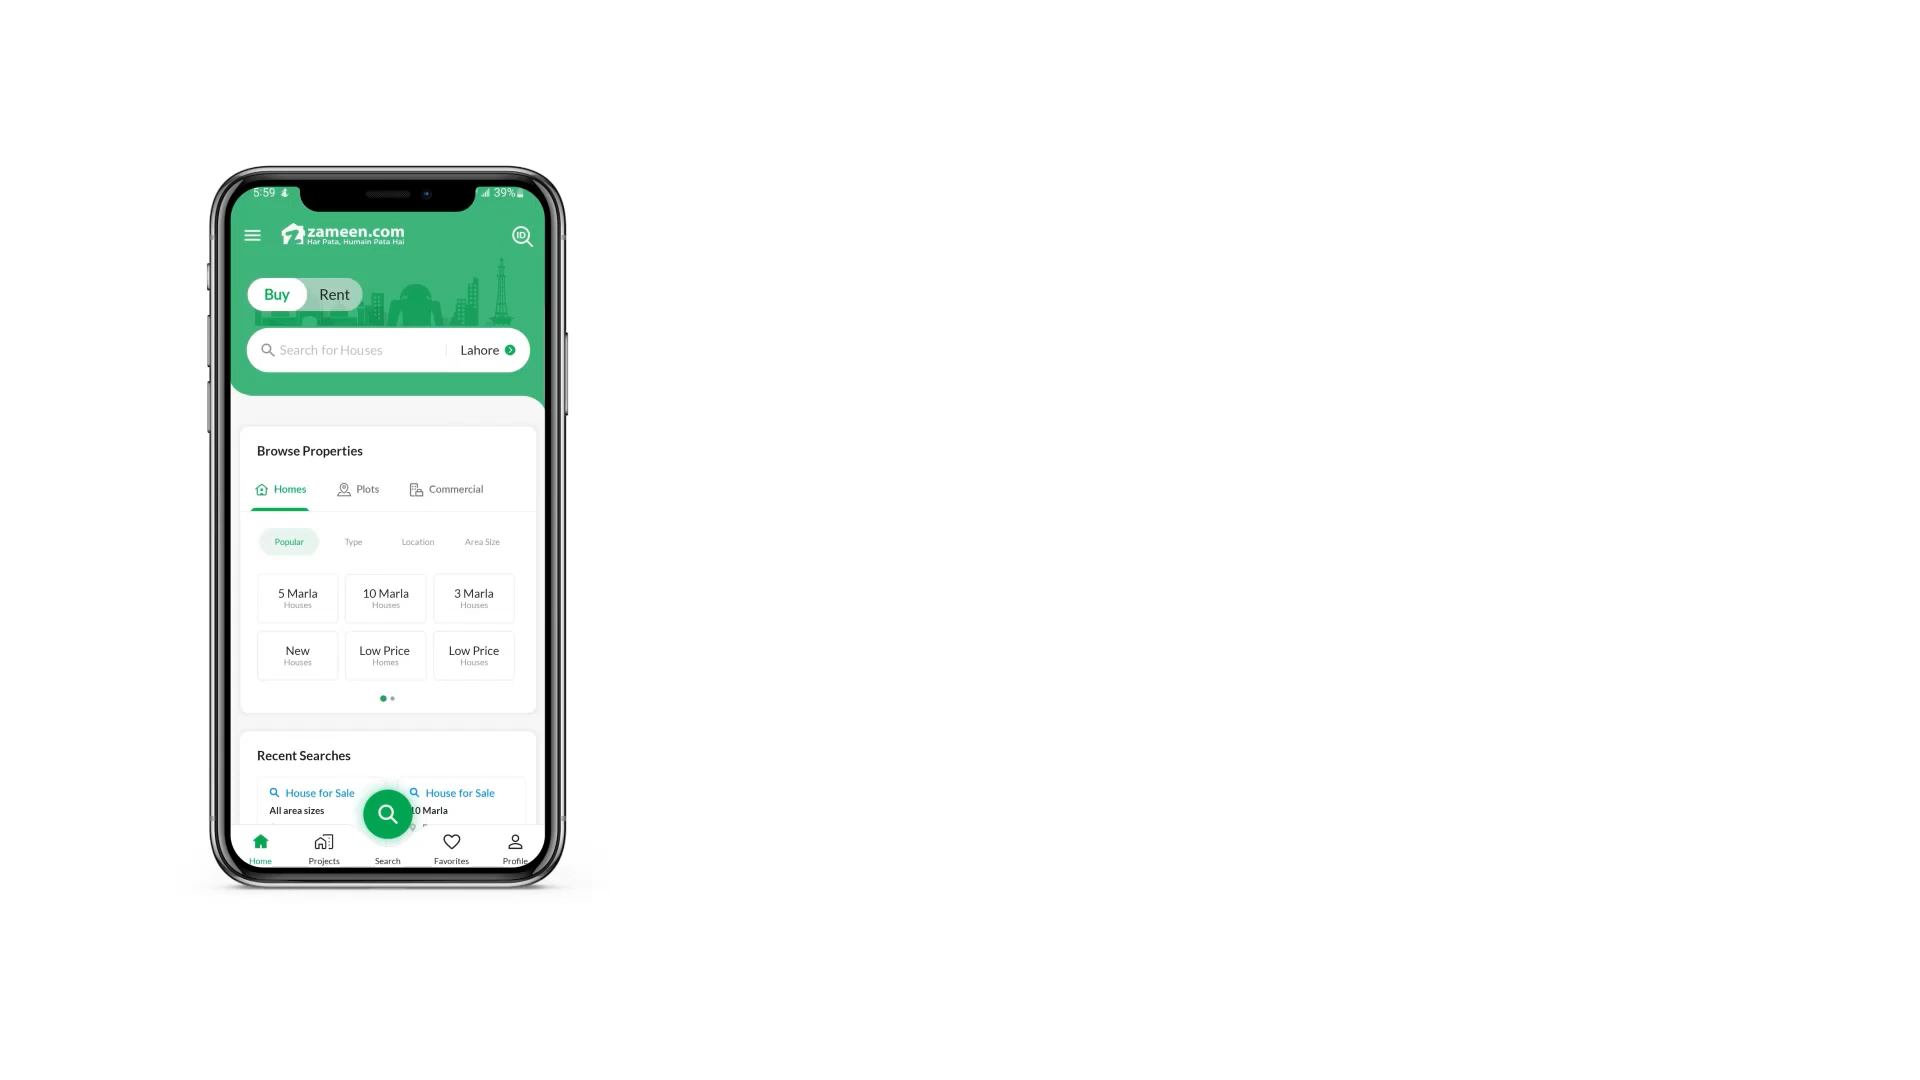 5:59 39%
zameen.com
Har Pata, Humain Pata Hai
ID
Buy Rent
Search for Houses Lahore
Browse Properties
Homes Plots Commercial
Popular Type Location Area Size
5 Marla 10 Marla 3 Marla
Houses Houses Houses
New Low Price Low Price
Houses Homes Houses
Recent Searches
House for Sale House for Sale
All area sizes 10 Marla
Home Projects Search Favorites Profile